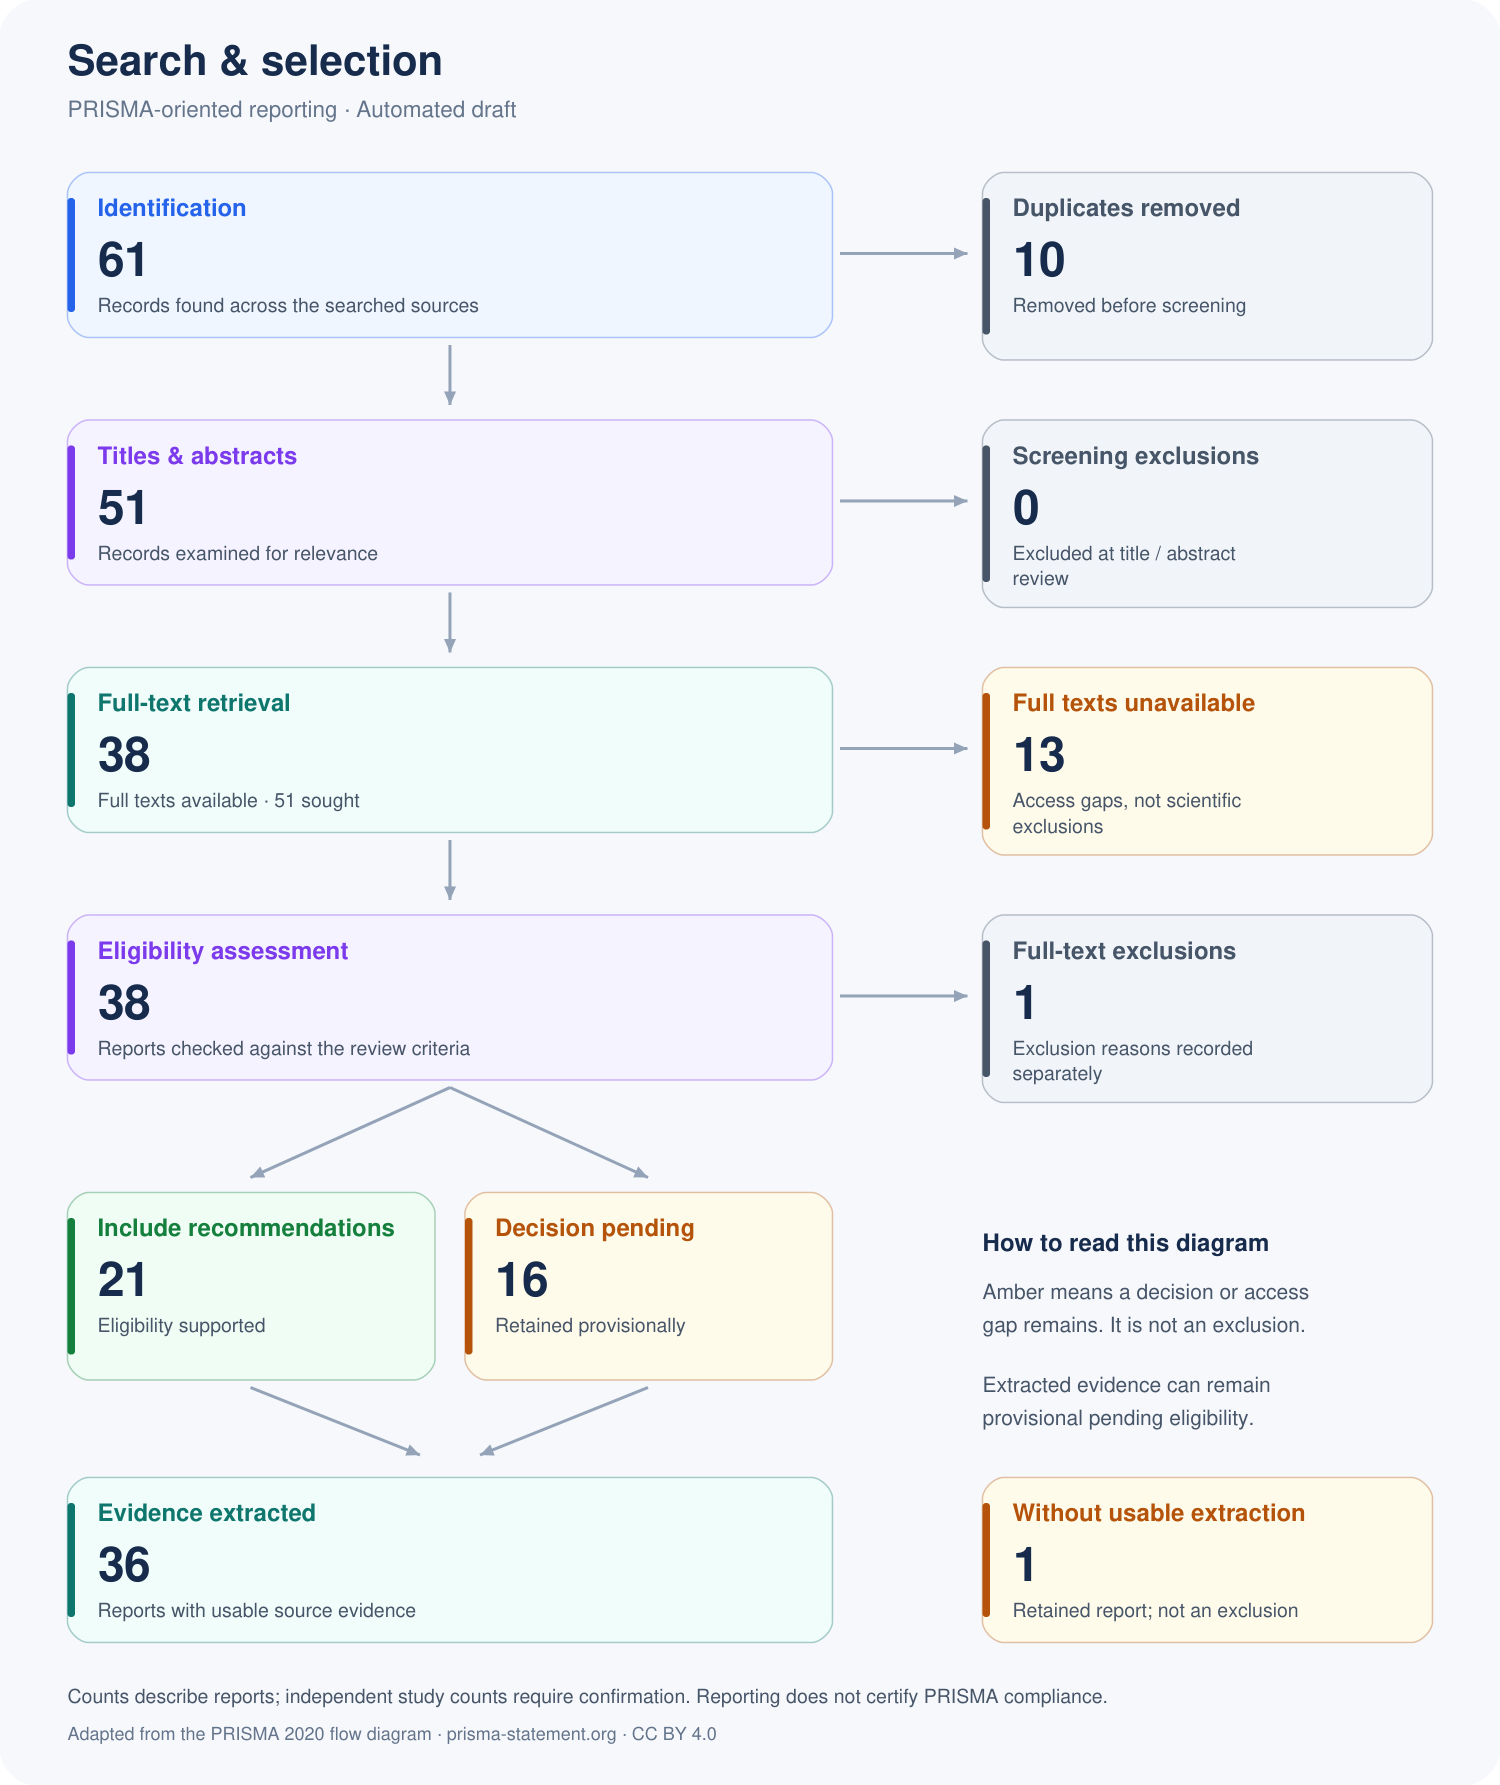 Search & selection
PRISMA-oriented reporting · Automated draft
Identification
61
Records found across the searched sources
Duplicates removed
10
Removed before screening
Titles & abstracts
51
Records examined for relevance
Screening exclusions
0
Excluded at title / abstract
review
Full-text retrieval
38
Full texts available · 51 sought
Full texts unavailable
13
Access gaps, not scientific
exclusions
Eligibility assessment
38
Reports checked against the review criteria
Full-text exclusions
1
Exclusion reasons recorded
separately
Include recommendations
21
Eligibility supported
Decision pending
16
Retained provisionally
How to read this diagram
Amber means a decision or access
gap remains. It is not an exclusion.
Extracted evidence can remain
provisional pending eligibility.
Evidence extracted
36
Reports with usable source evidence
Without usable extraction
1
Retained report; not an exclusion
Counts describe reports; independent study counts require confirmation. Reporting does not certify PRISMA compliance.
Adapted from the PRISMA 2020 flow diagram · prisma-statement.org · CC BY 4.0